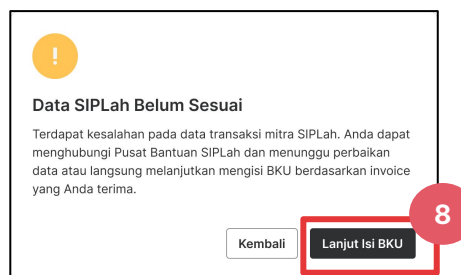 !
Data SIPLah Belum Sesuai
Terdapat kesalahan pada data transaksi mitra SIPLah. Anda dapat
menghubungi Pusat Bantuan SIPLah dan menunggu perbaikan
data atau langsung melanjutkan mengisi BKU berdasarkan invoice
yang Anda terima.
8
Kembali
Lanjut Isi BKU